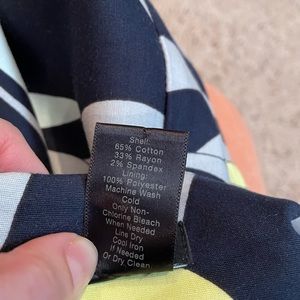 Shell:
65% Cotton
33% Rayon
2% Spandex
Lining:
100% Polyester
Machine Wash
Cold
Only Non-
Chlorine Bleach
When Needed
Line Dry
Cool Iron
If Needed
Or Dry Clean